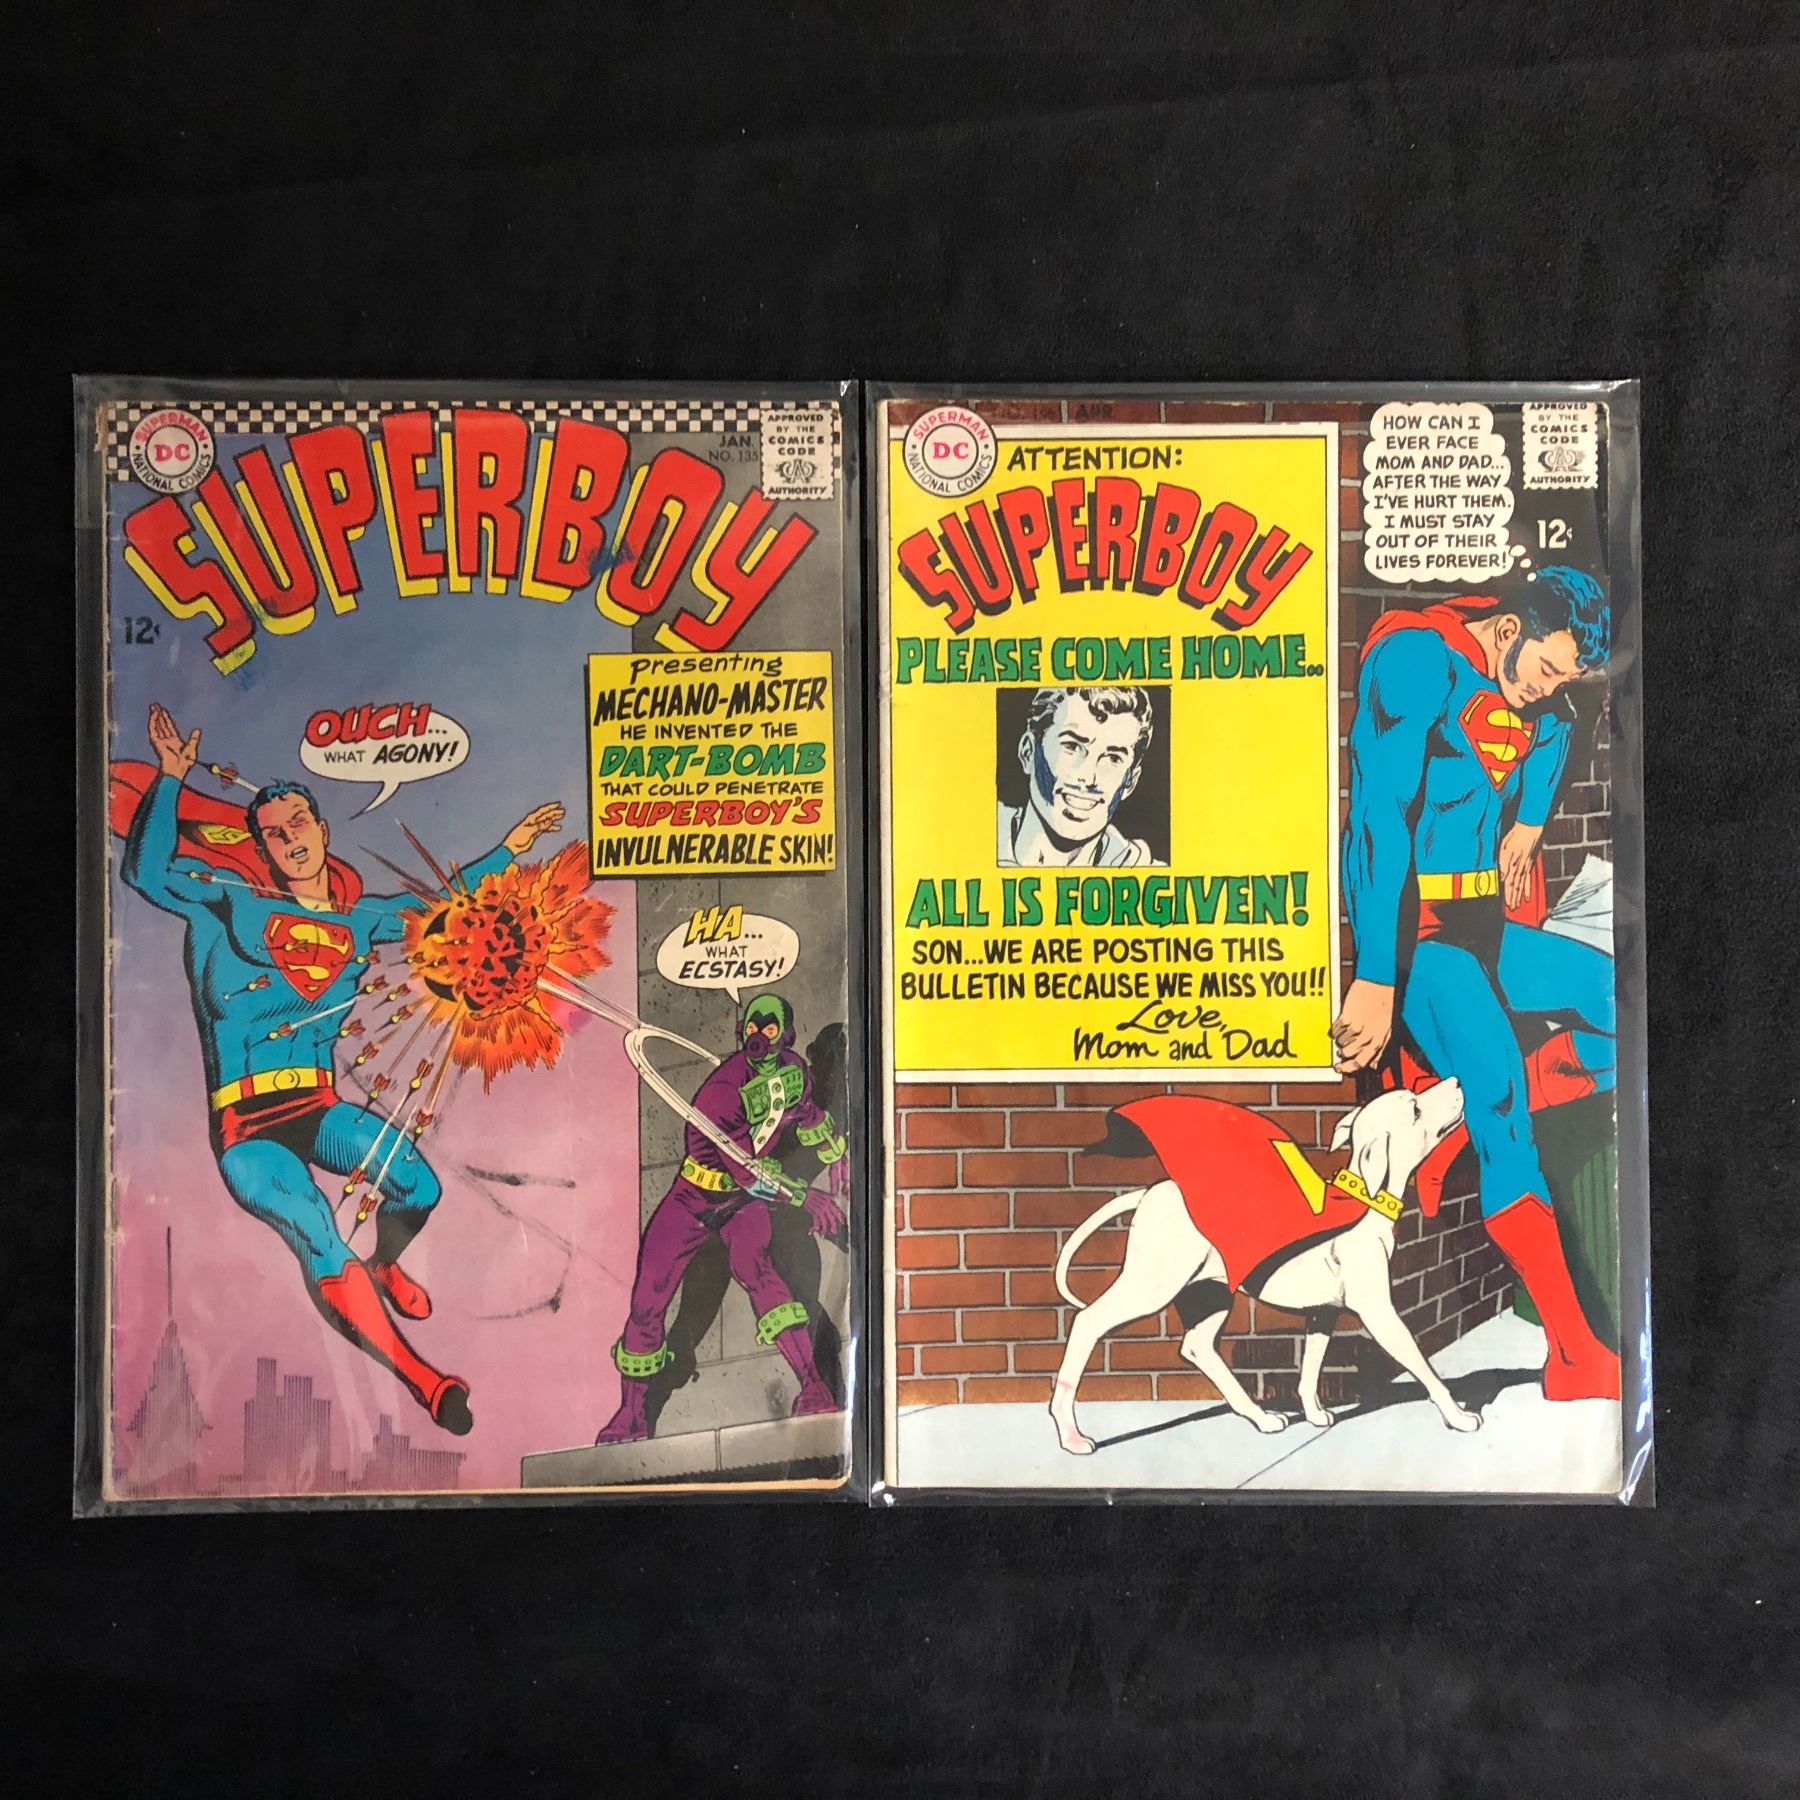 SUPERMAN
DC
NATIONAL COMICS
JAN.
NO. 135
APPROVED
BY THE
COMICS
CODE
AUTHORITY
SUPERBOY
12¢
presenting
MECHANO-MASTER
HE INVENTED THE
DART-BOMB
THAT COULD PENETRATE
SUPERBOY'S
INVULNERABLE SKIN!
OUCH...
WHAT AGONY!
HA...
WHAT
ECSTASY!
SUPERMAN
DC
NATIONAL COMICS
NO. 146 APR.
ATTENTION:
SUPERBOY
PLEASE COME HOME..
ALL IS FORGIVEN!
SON...WE ARE POSTING THIS
BULLETIN BECAUSE WE MISS YOU!!
Love,
Mom and Dad
HOW CAN I
EVER FACE
MOM AND DAD...
AFTER THE WAY
I'VE HURT THEM.
I MUST STAY
OUT OF THEIR
LIVES FOREVER!
APPROVED
BY THE
COMICS
CODE
AUTHORITY
12¢